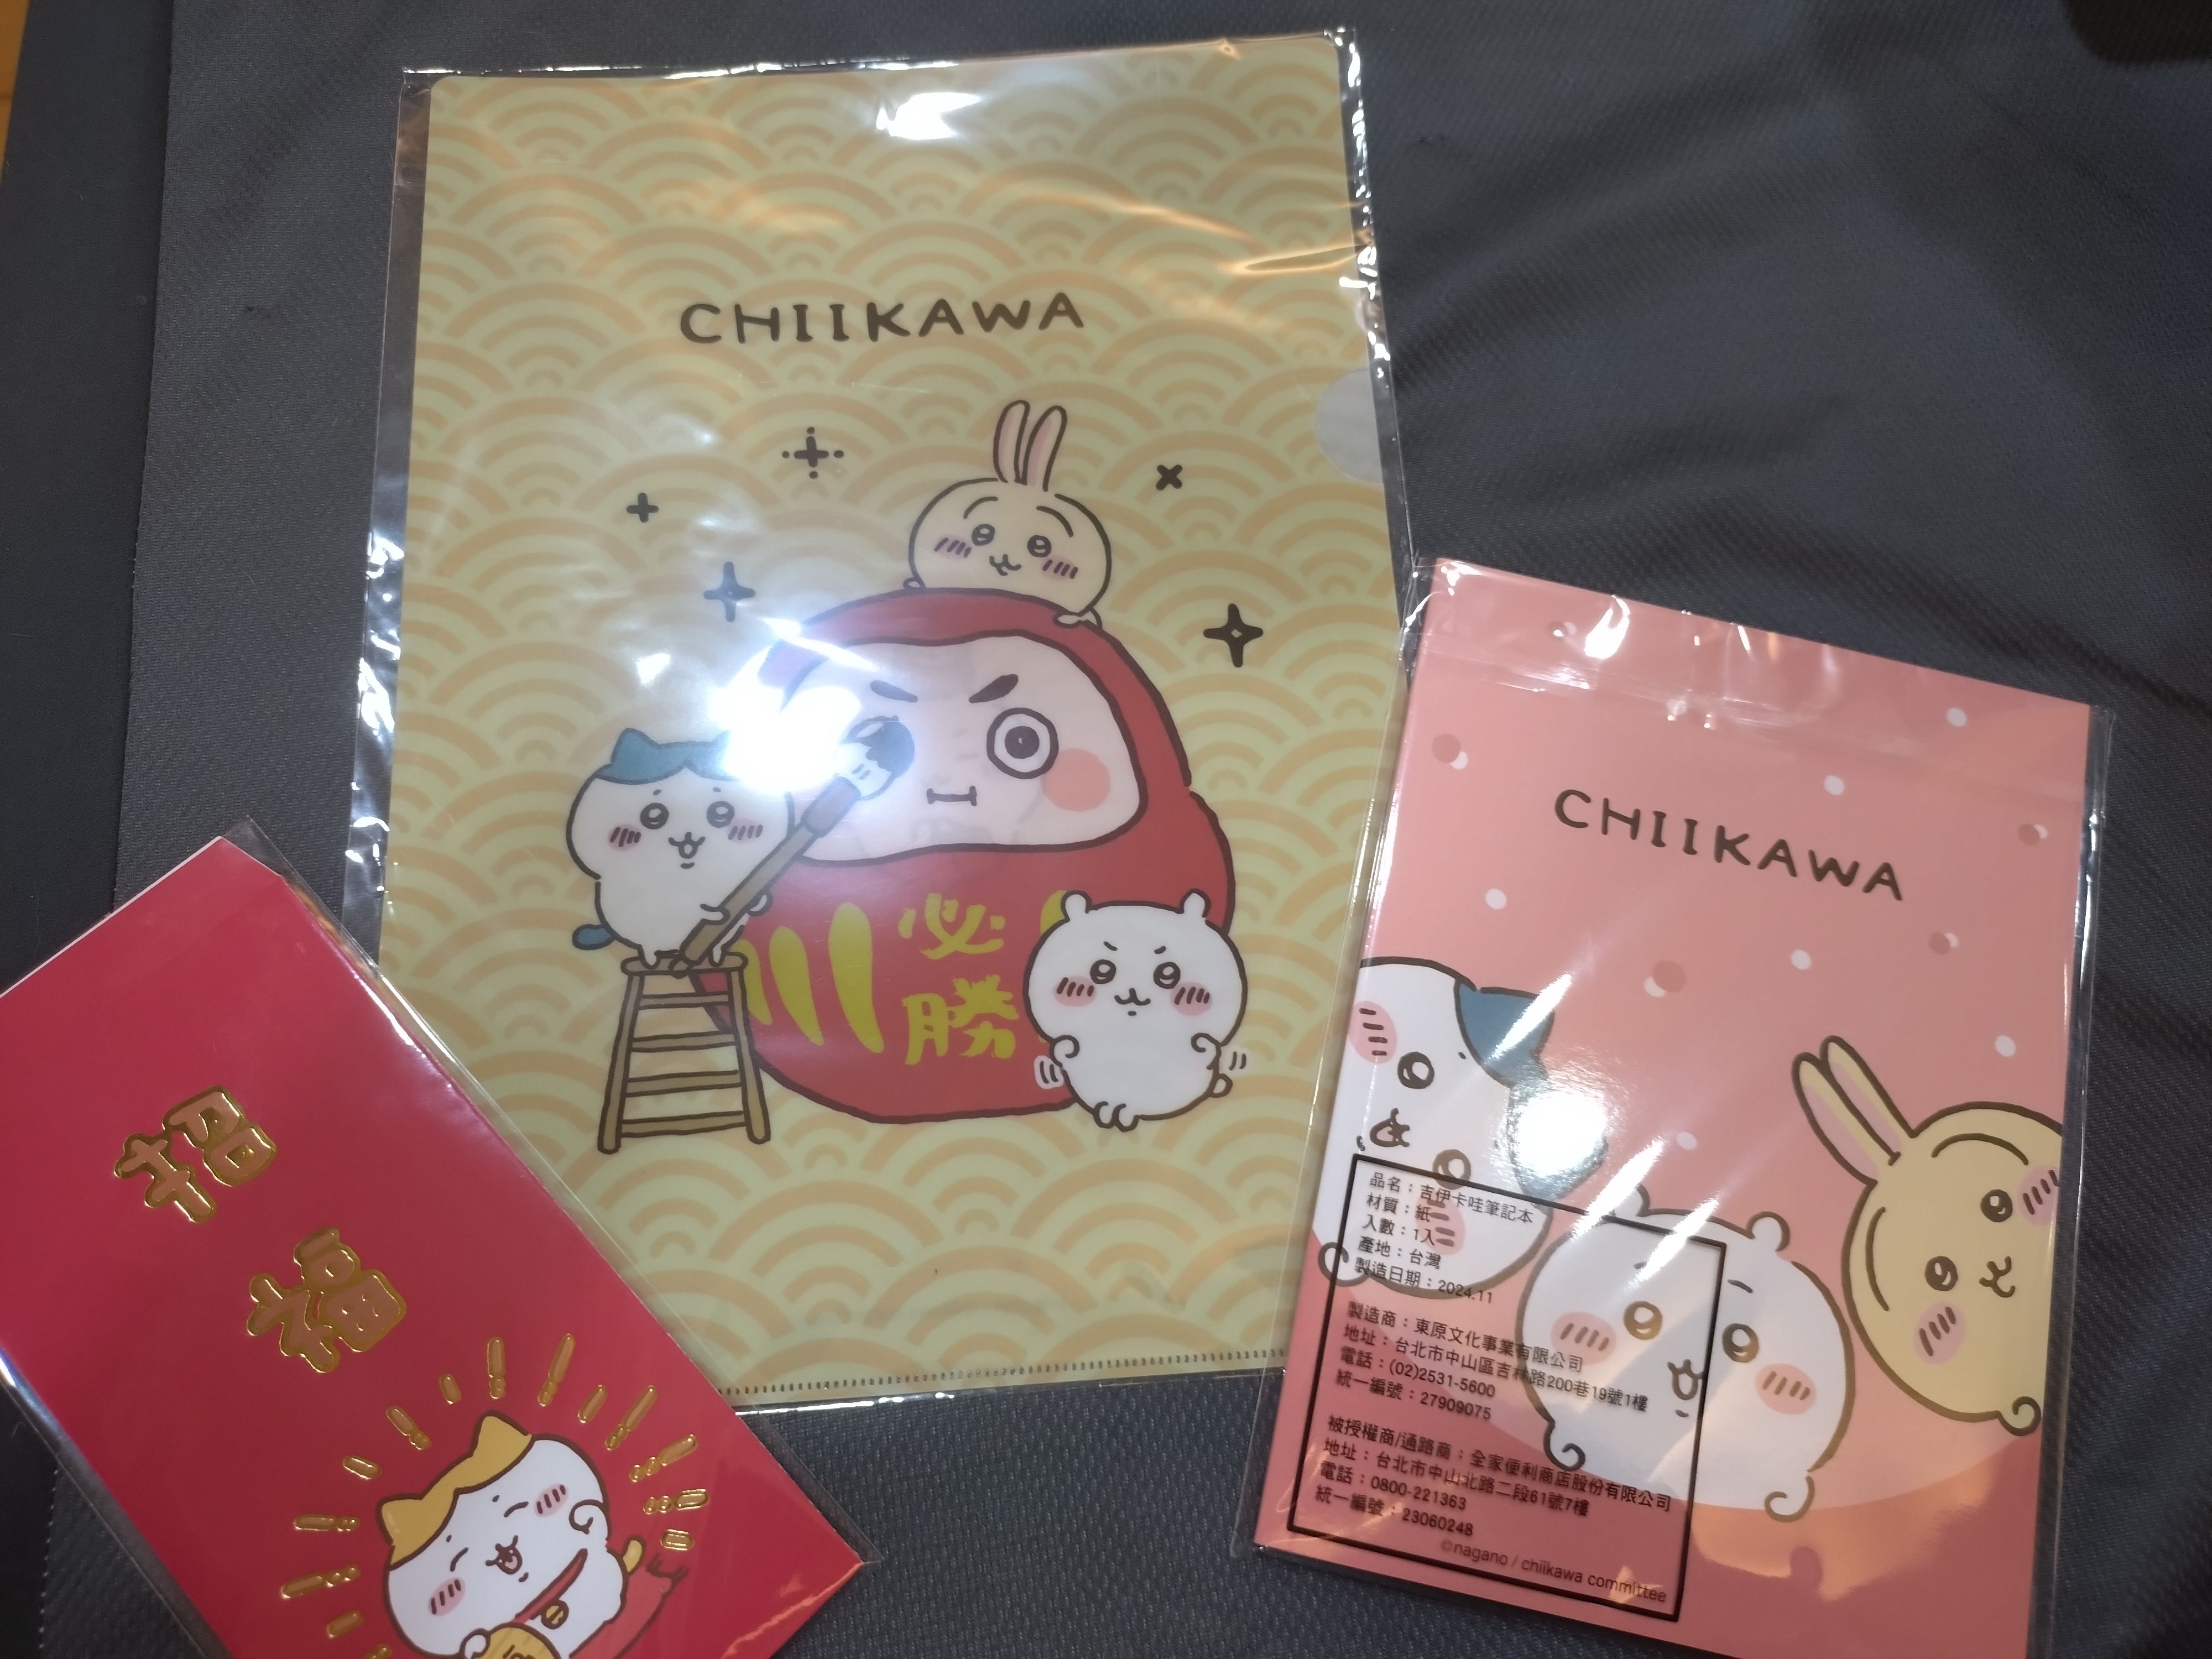 CHIIKAWA
必
勝
招
福
CHIIKAWA
品名：吉伊卡哇筆記本
材質：紙
入數：1入
產地：台灣
製造日期：2024.11
製造商：東原文化事業有限公司
地址：台北市中山區吉林路200巷19號1樓
電話：(02)2531-5600
統一編號：27909075
被授權商/通路商：全家便利商店股份有限公司
地址：台北市中山北路二段61號7樓
電話：0800-221363
統一編號：23060248
©nagano / chiikawa committee